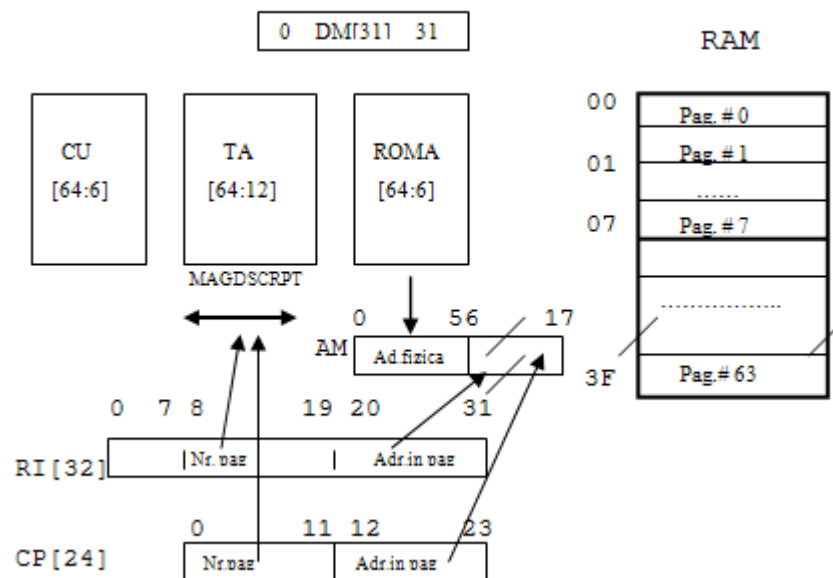 0 DM[31] 31
RAM
CU
[64:6]
TA
[64:12]
ROMA
[64:6]
00
Pag. # 0
01
Pag. # 1
......
07
Pag. # 7
.................
3F
Pag.# 63
MAGDSCRPT
0 56 17
AM
Ad.fizica
0 7 8 19 20 31
RI[32]
Nr. pag
Adr.in pag
0 11 12 23
CP[24]
Nr.pag
Adr.in pag